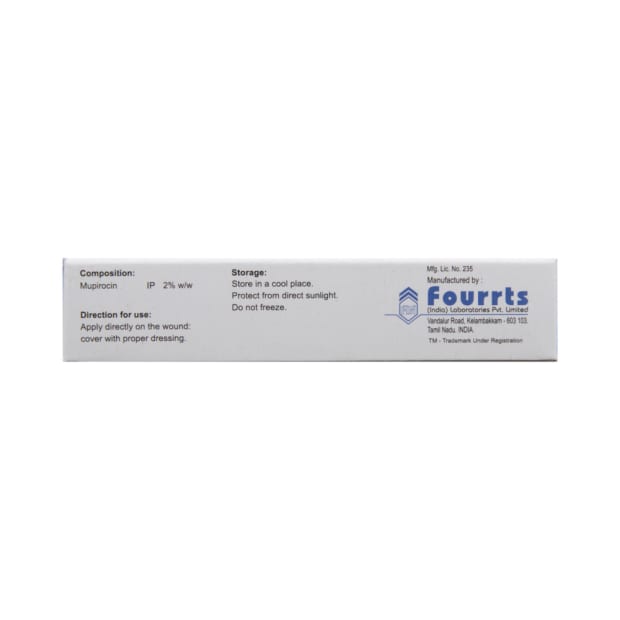 Composition:
Mupirocin IP 2% w/w
Direction for use:
Apply directly on the wound:
cover with proper dressing.
Storage:
Store in a cool place.
Protect from direct sunlight.
Do not freeze.
Mfg. Lic. No. 235
Manufactured by :
Fourrts
(India) Laboratories Pvt. Limited
Vandalur Road, Kelambakkam - 603 103.
Tamil Nadu. INDIA.
TM - Trademark Under Registration